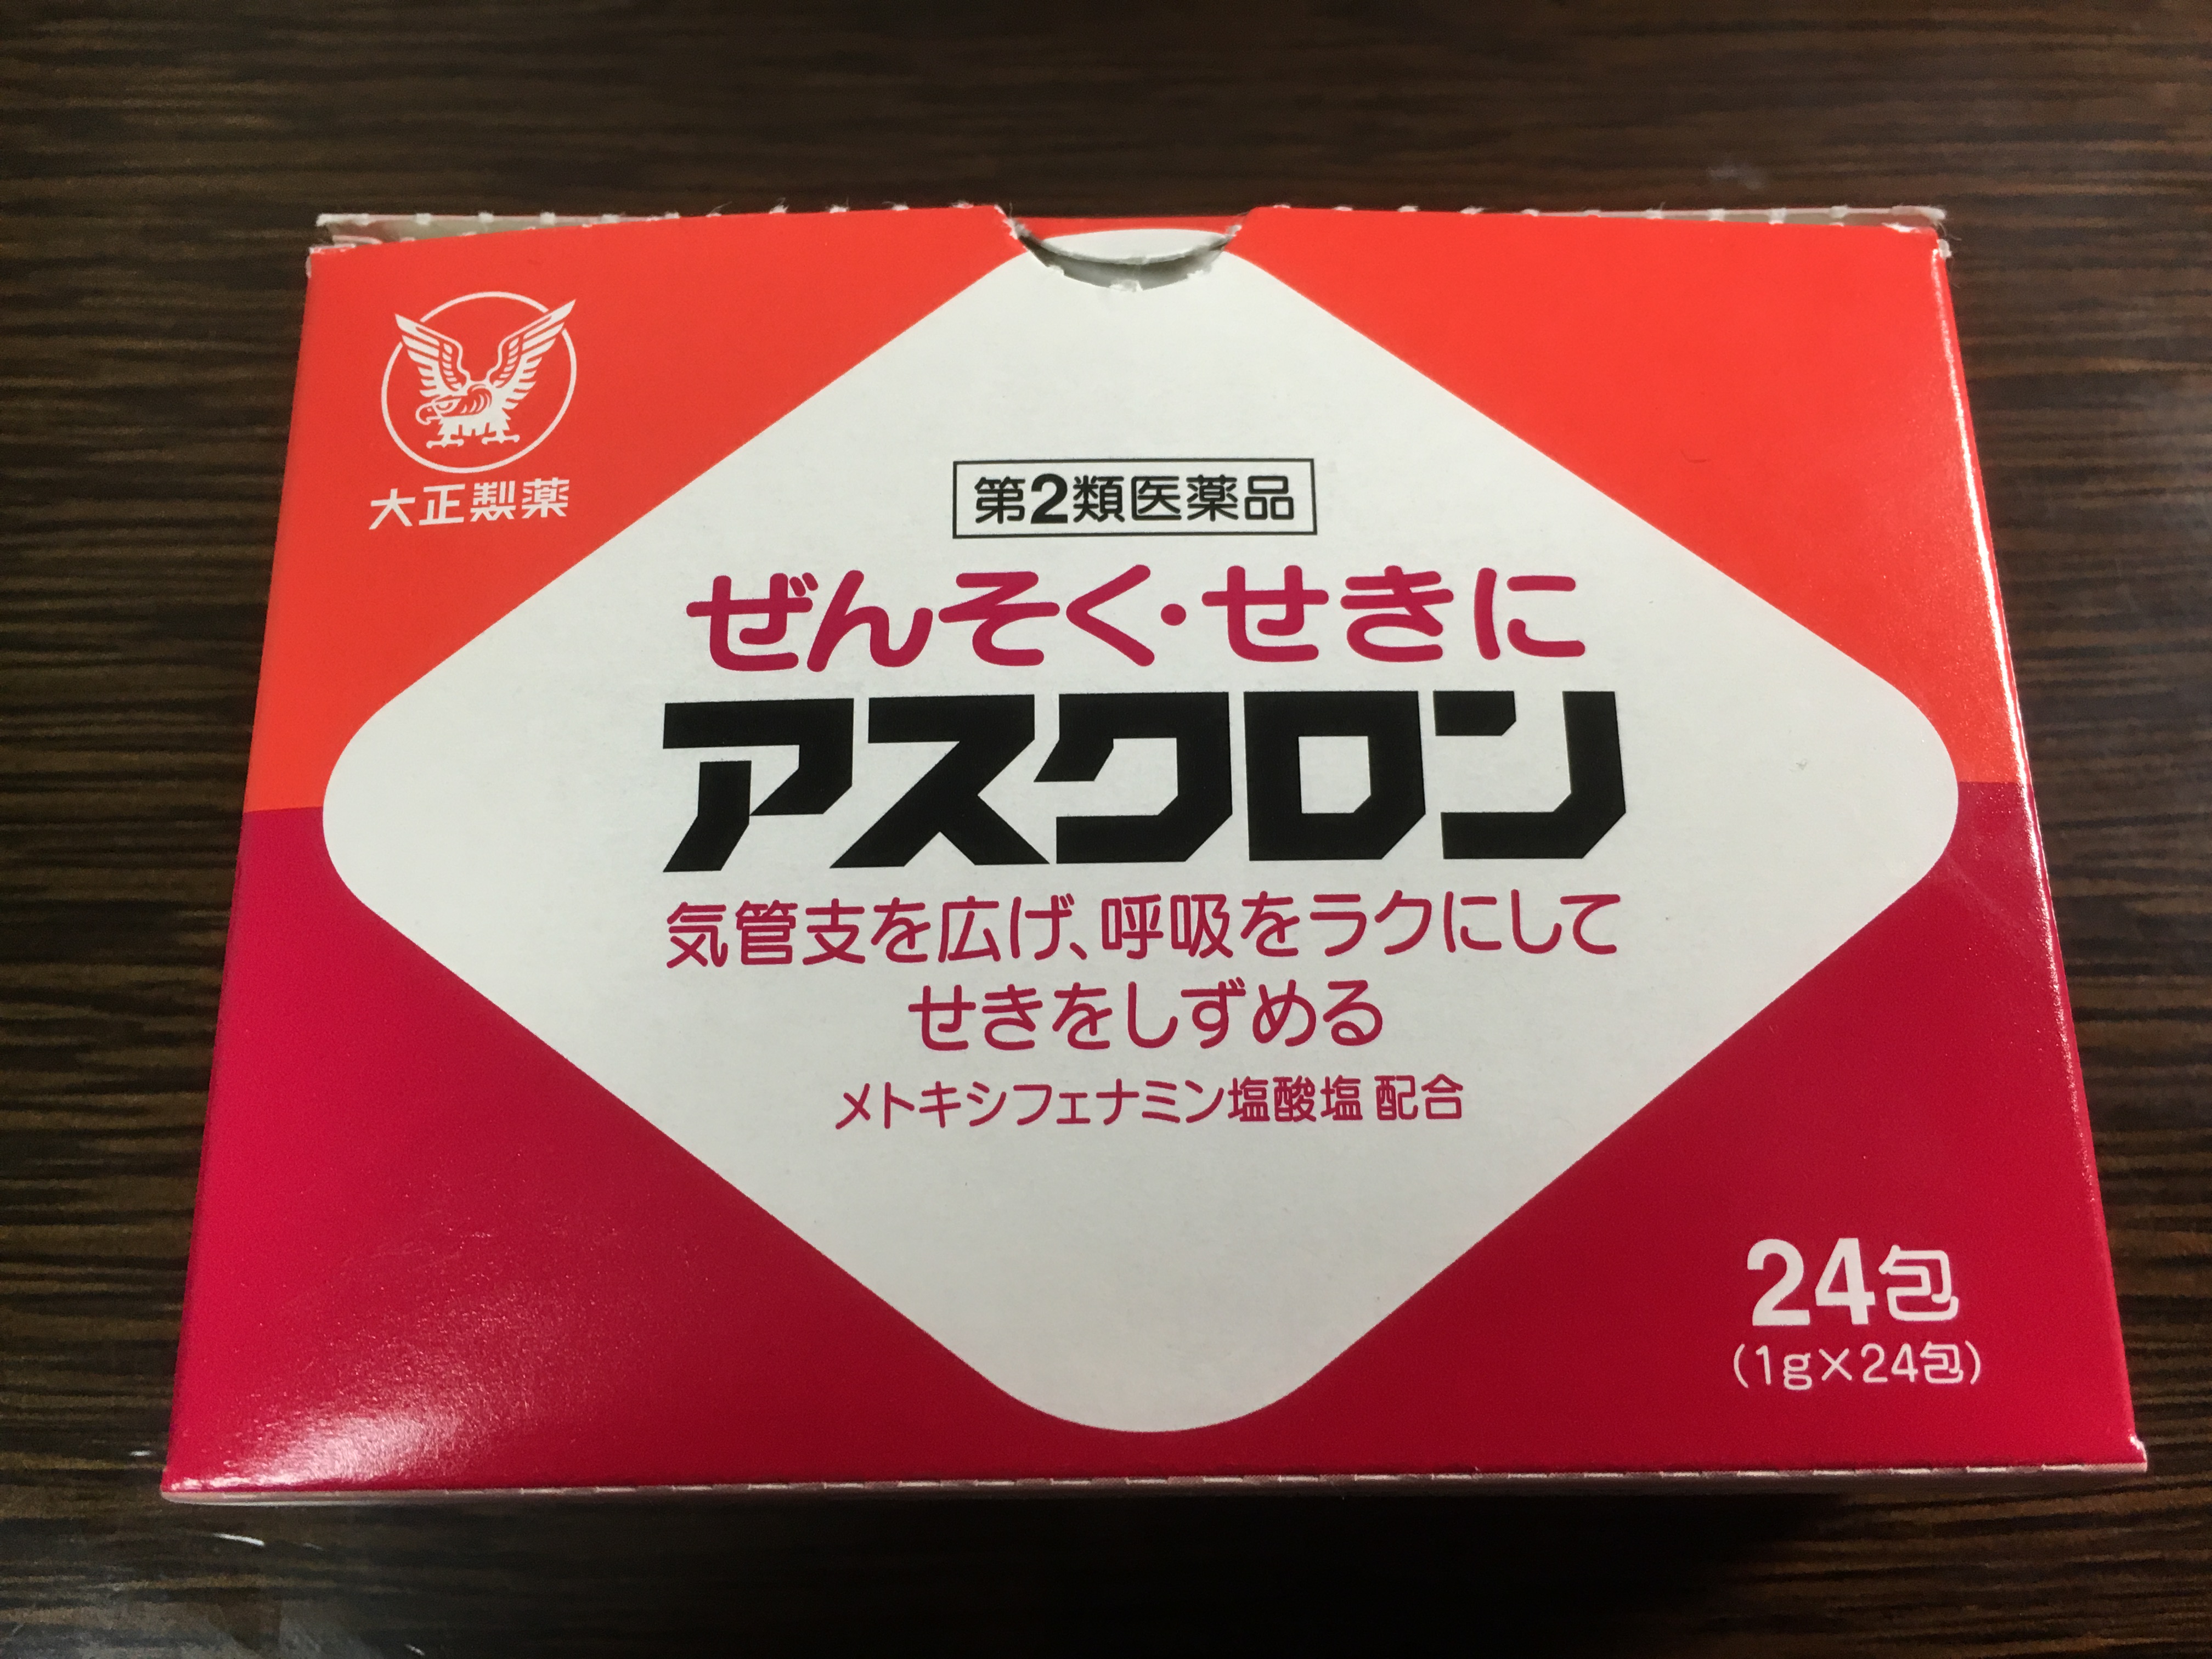 大正製薬
第2類医薬品
ぜんそく・せきに
アスクロン
気管支を広げ、呼吸をラクにして
せきをしずめる
メトキシフェナミン塩酸塩 配合
24包
(1g×24包)